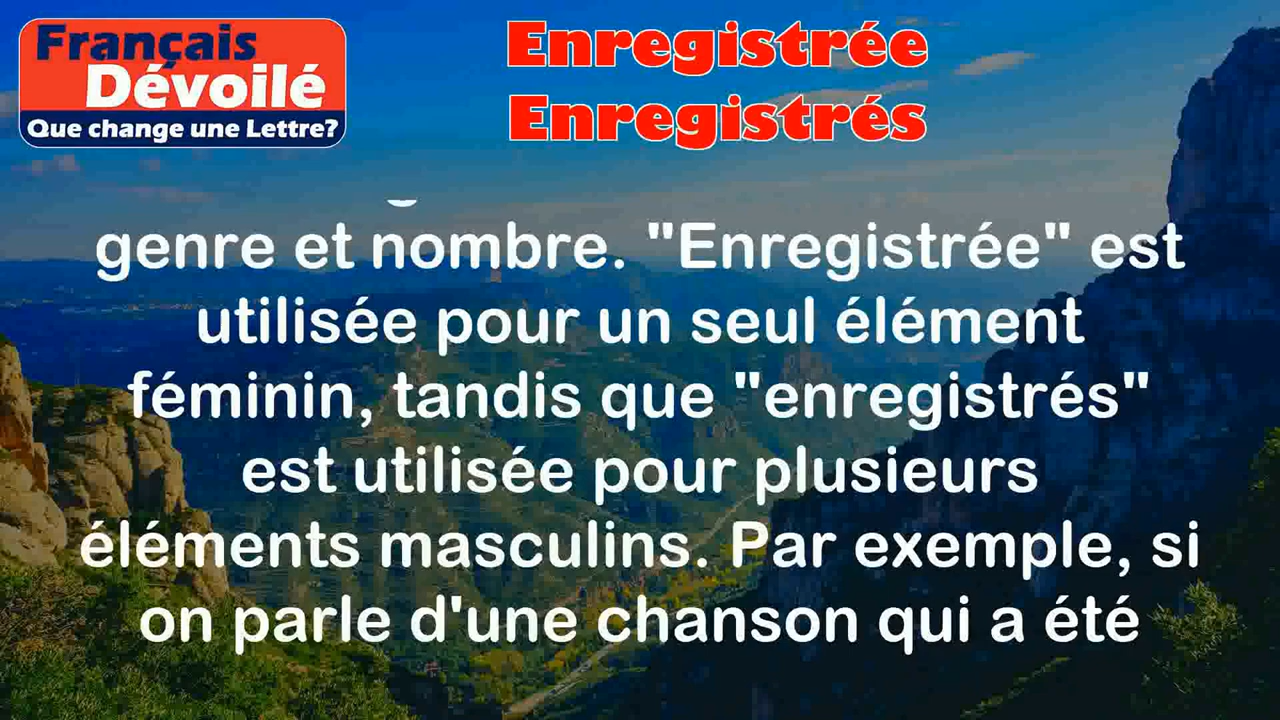 Français
Dévoilé
Que change une Lettre?
Enregistrée
Enregistrés
genre et nombre. "Enregistrée" est
utilisée pour un seul élément
féminin, tandis que "enregistrés"
est utilisée pour plusieurs
éléments masculins. Par exemple, si
on parle d'une chanson qui a été